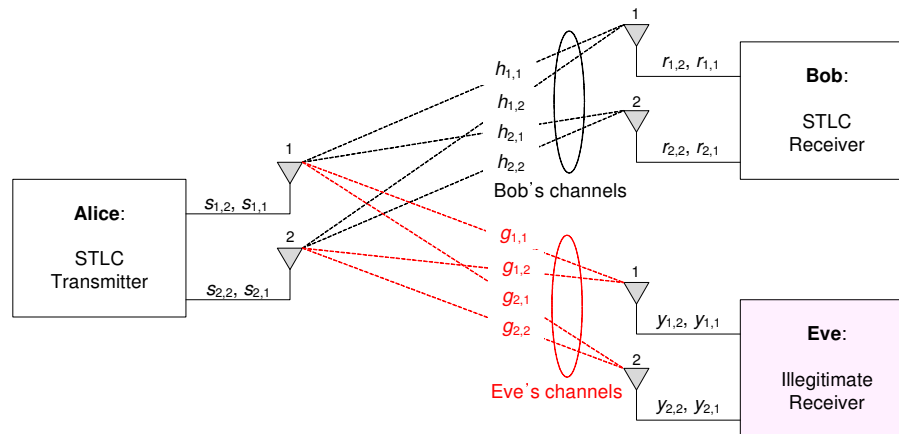 1
r1,2, r1,1
Bob:
STLC
Receiver
h1,1
h1,2
2
h2,1
r2,2, r2,1
h2,2
1
Bob's channels
Alice:
STLC
Transmitter
s1,2, s1,1
2
s2,2, s2,1
g1,1
g1,2
g2,1
g2,2
1
y1,2, y1,1
Eve:
Illegitimate
Receiver
2
Eve's channels
y2,2, y2,1